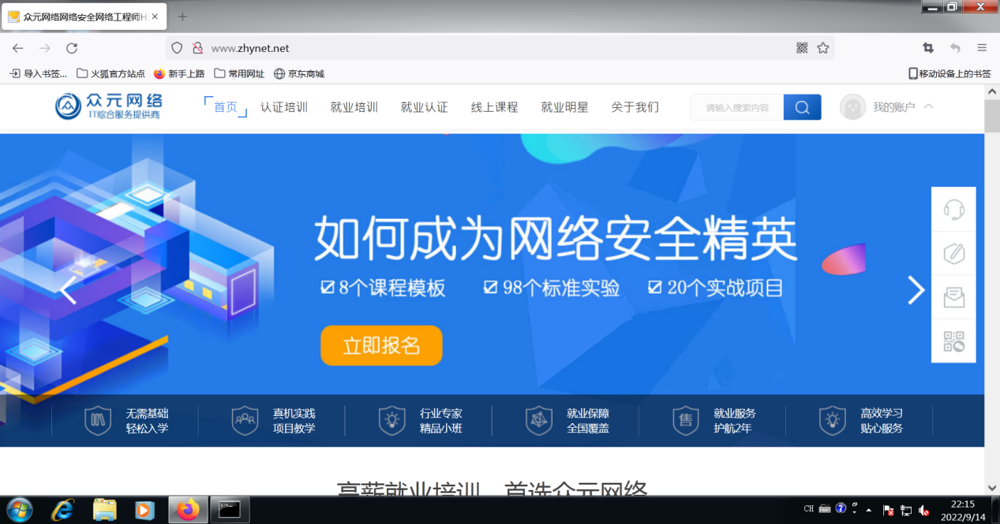 众元网络网络安全网络工程师H
www.zhynet.net
导入书签... 火狐官方站点 新手上路 常用网址 京东商城 移动设备上的书签
众元网络
IT综合服务提供商
首页 认证培训 就业培训 就业认证 线上课程 就业明星 关于我们 请输入搜索内容 我的账户
如何成为网络安全精英
8个课程模板 98个标准实验 20个实战项目
立即报名
无需基础 真机实践 行业专家 就业保障 售 就业服务 高效学习
轻松入学 项目教学 精品小班 全国覆盖 护航2年 贴心服务
高薪就业培训 首选众元网络
CH 22:15
2022/9/14